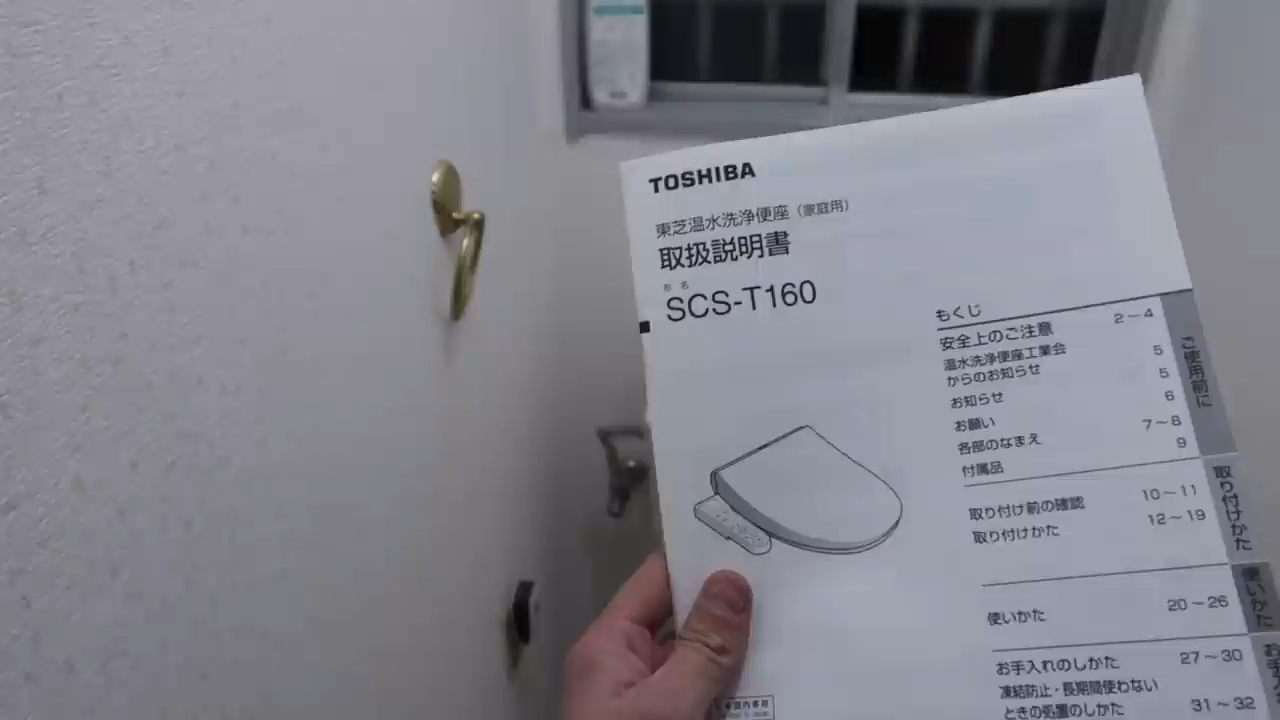 TOSHIBA
東芝温水洗浄便座（家庭用）
取扱説明書
形 名
SCS-T160
もくじ
安全上のご注意 2～4
温水洗浄便座工業会
からのお知らせ 5
お知らせ 5
お願い 6
各部のなまえ 7～8
付属品 9
ご使用前に
取り付け前の確認 10～11
取り付けかた 12～19
取り付けかた
使いかた 20～26
使いかた
お手入れのしかた 27～30
凍結防止・長期間使わない
ときの処置のしかた 31～32